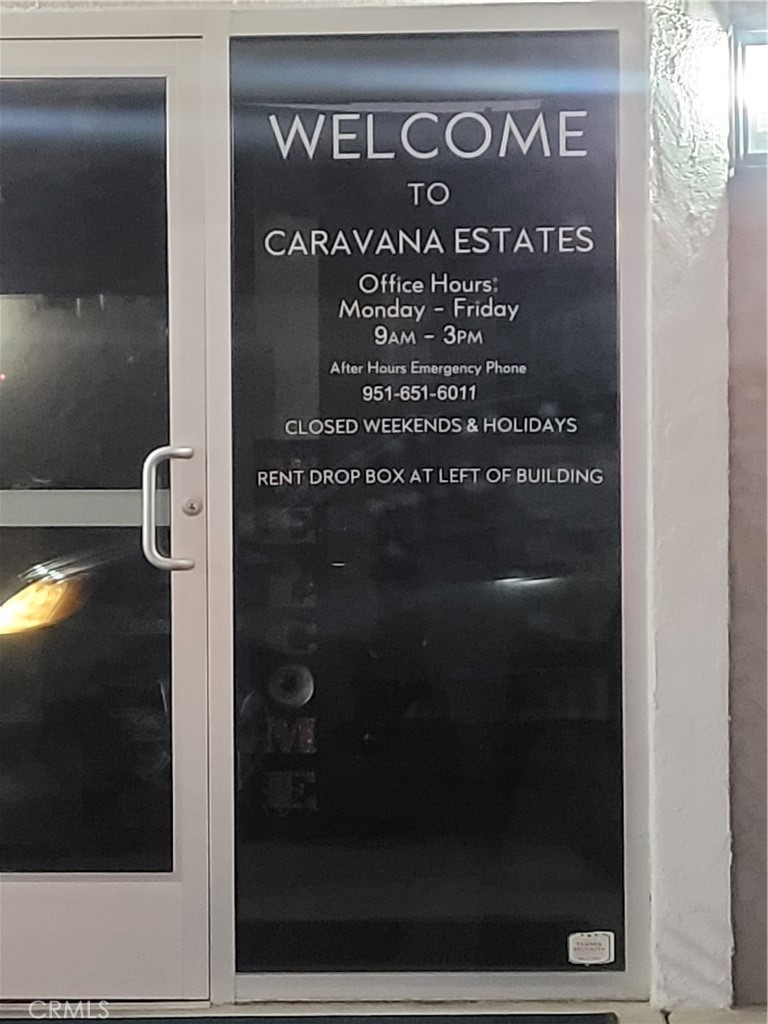 WELCOME
TO
CARAVANA ESTATES
Office Hours:
Monday - Friday
9AM - 3PM
After Hours Emergency Phone
951-651-6011
CLOSED WEEKENDS & HOLIDAYS
RENT DROP BOX AT LEFT OF BUILDING
WELCOME
CRMLS